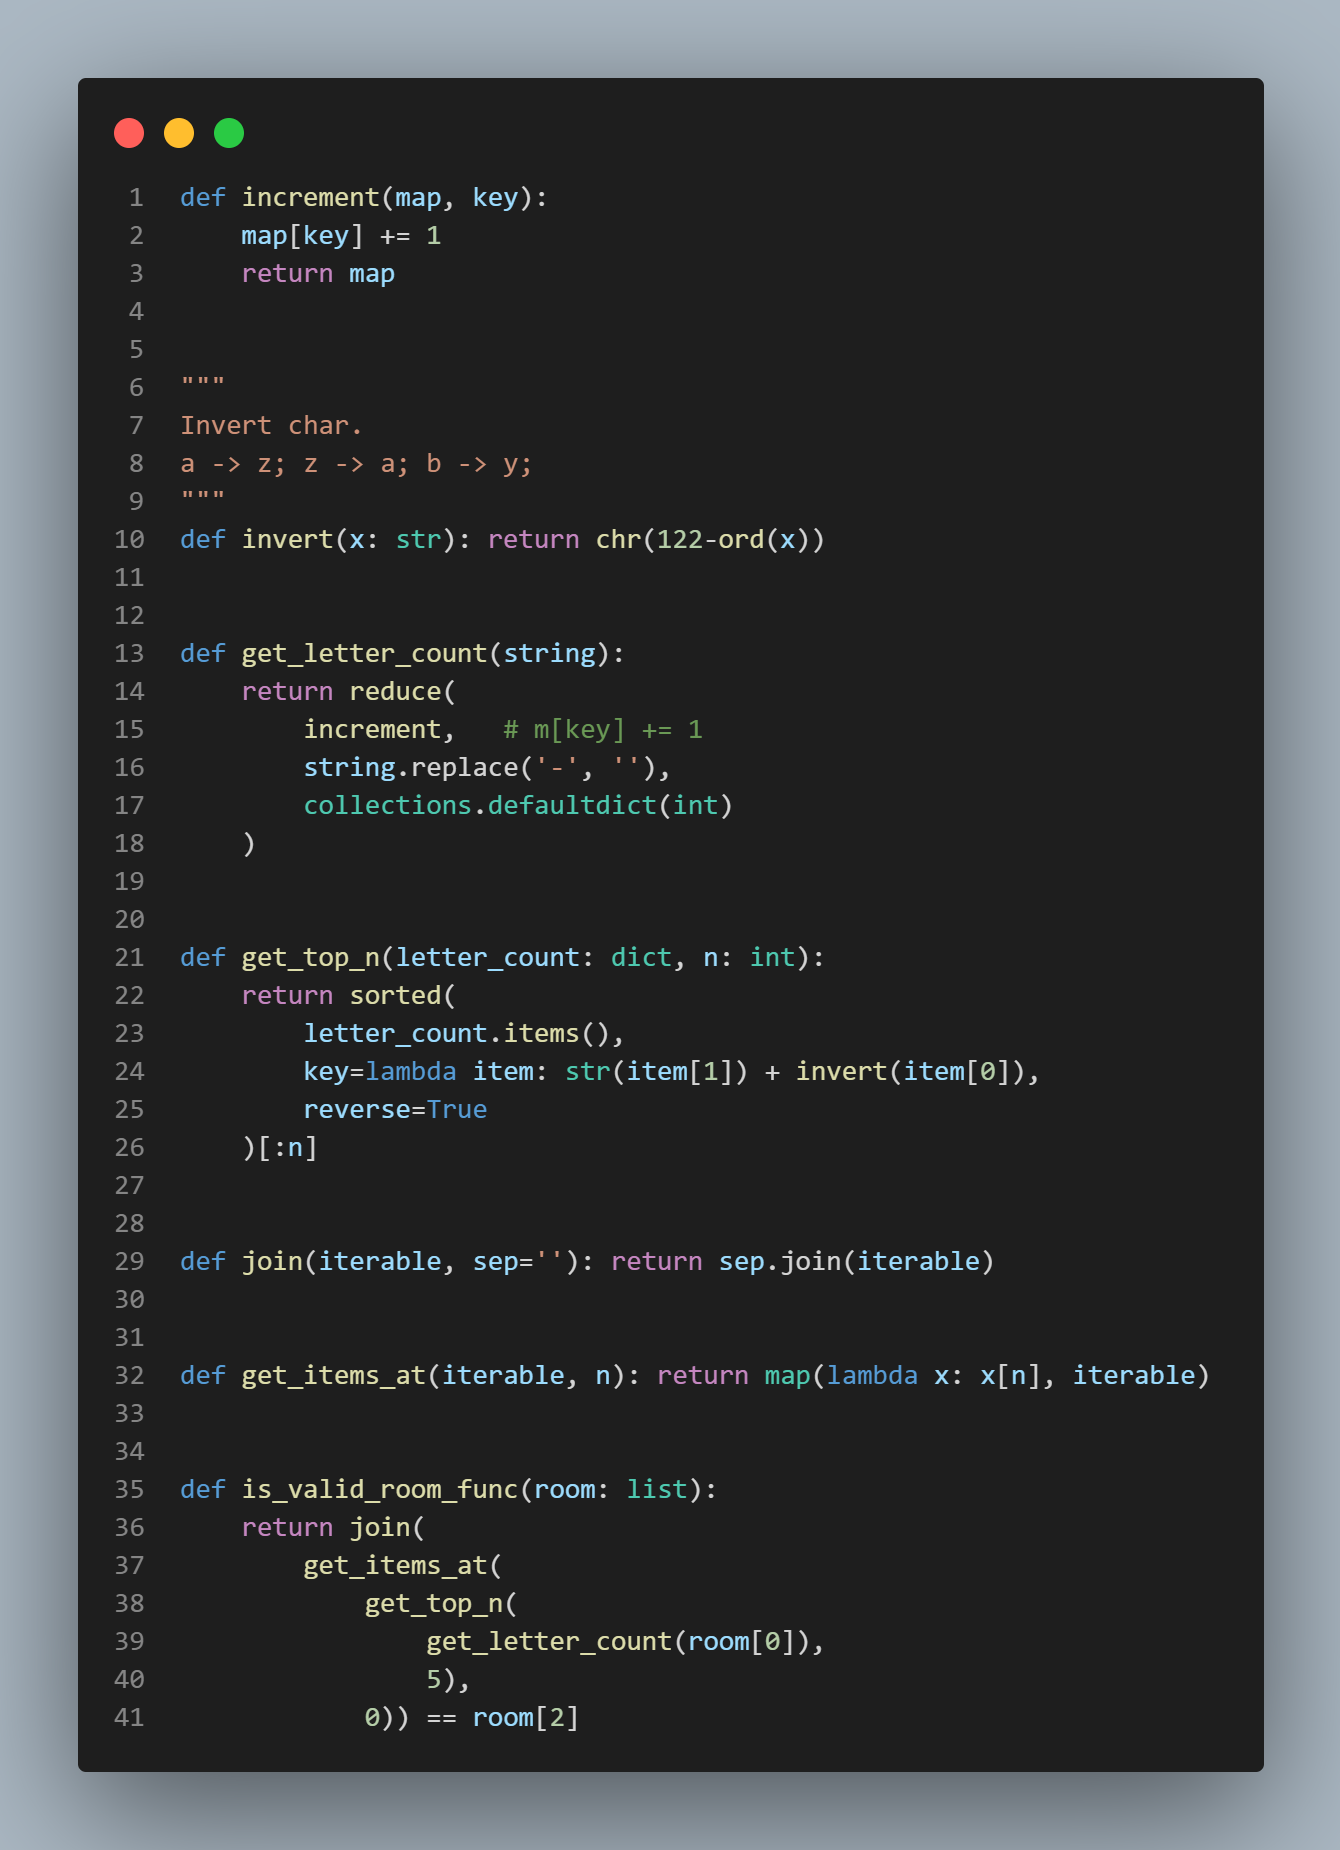 1 def increment(map, key):
2     map[key] += 1
3     return map
4
5
6 """
7 Invert char.
8 a -> z; z -> a; b -> y;
9 """
10 def invert(x: str): return chr(122-ord(x))
11
12
13 def get_letter_count(string):
14     return reduce(
15         increment,   # m[key] += 1
16         string.replace('-', ''),
17         collections.defaultdict(int)
18     )
19
20
21 def get_top_n(letter_count: dict, n: int):
22     return sorted(
23         letter_count.items(),
24         key=lambda item: str(item[1]) + invert(item[0]),
25         reverse=True
26     )[:n]
27
28
29 def join(iterable, sep=''): return sep.join(iterable)
30
31
32 def get_items_at(iterable, n): return map(lambda x: x[n], iterable)
33
34
35 def is_valid_room_func(room: list):
36     return join(
37         get_items_at(
38             get_top_n(
39                 get_letter_count(room[0]),
40                 5),
41             0)) == room[2]